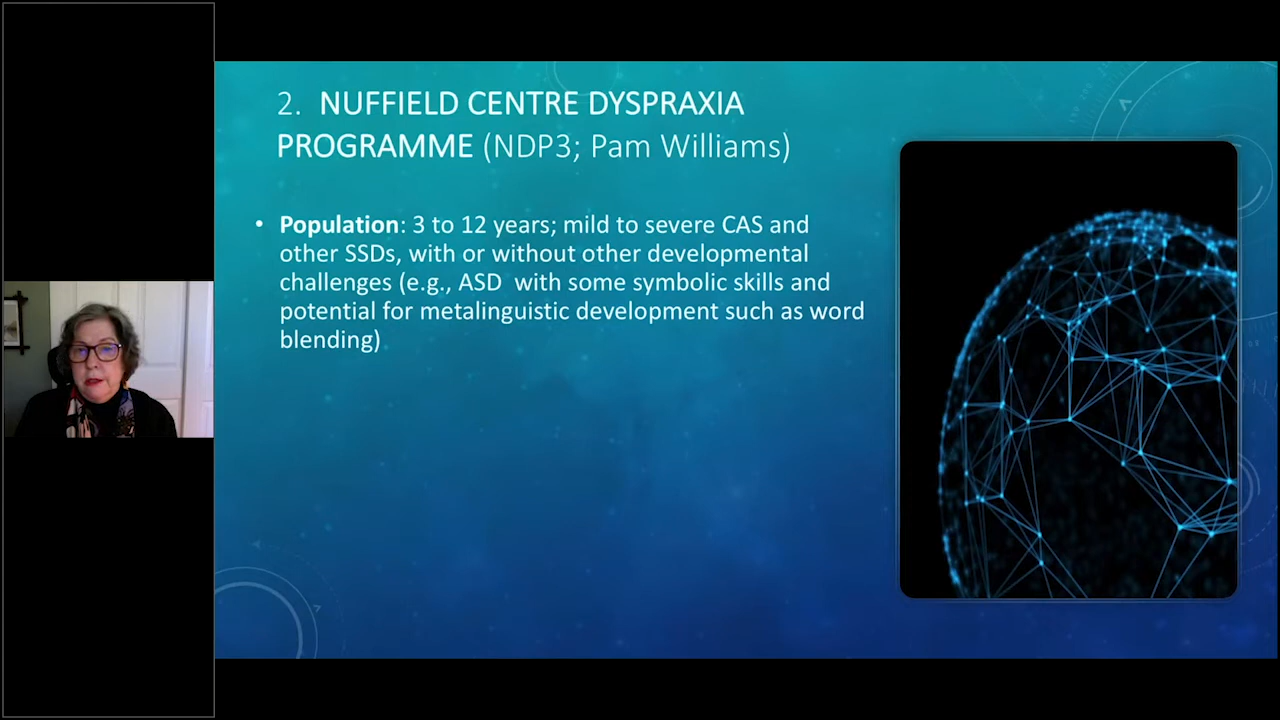 2. NUFFIELD CENTRE DYSPRAXIA
PROGRAMME (NDP3; Pam Williams)
• Population: 3 to 12 years; mild to severe CAS and
other SSDs, with or without other developmental
challenges (e.g., ASD with some symbolic skills and
potential for metalinguistic development such as word
blending)